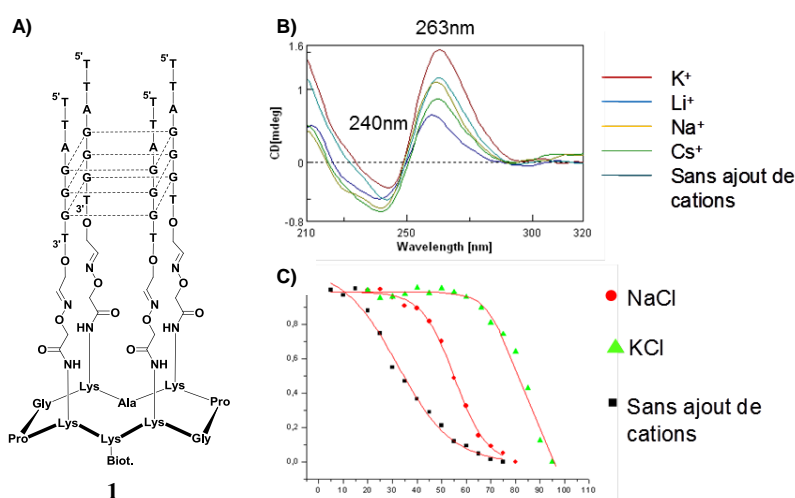 A)
5'
5'
T
T
T
T
A
A
5'
5'
T
T
T
T
A
A
G
G
G
G
G
G
G
G
G
G
G
G
3'
T
T
3'
T
T
O
O
O
O
N
N
N
N
O
O
O
O
HN
HN
O
NH
O
NH
Lys
Ala
Lys
Gly
Pro
Pro
Lys
Lys
Lys
Gly
Biot.
1
B)
263nm
240nm
1.6
1
0
-0.8
CD[mdeg]
210
250
300
320
Wavelength [nm]
K+
Li+
Na+
Cs+
Sans ajout de
cations
C)
0,8
0,6
0,4
0,2
0,0
0
10
20
30
40
50
60
70
80
90
100
110
NaCl
KCl
Sans ajout de
cations